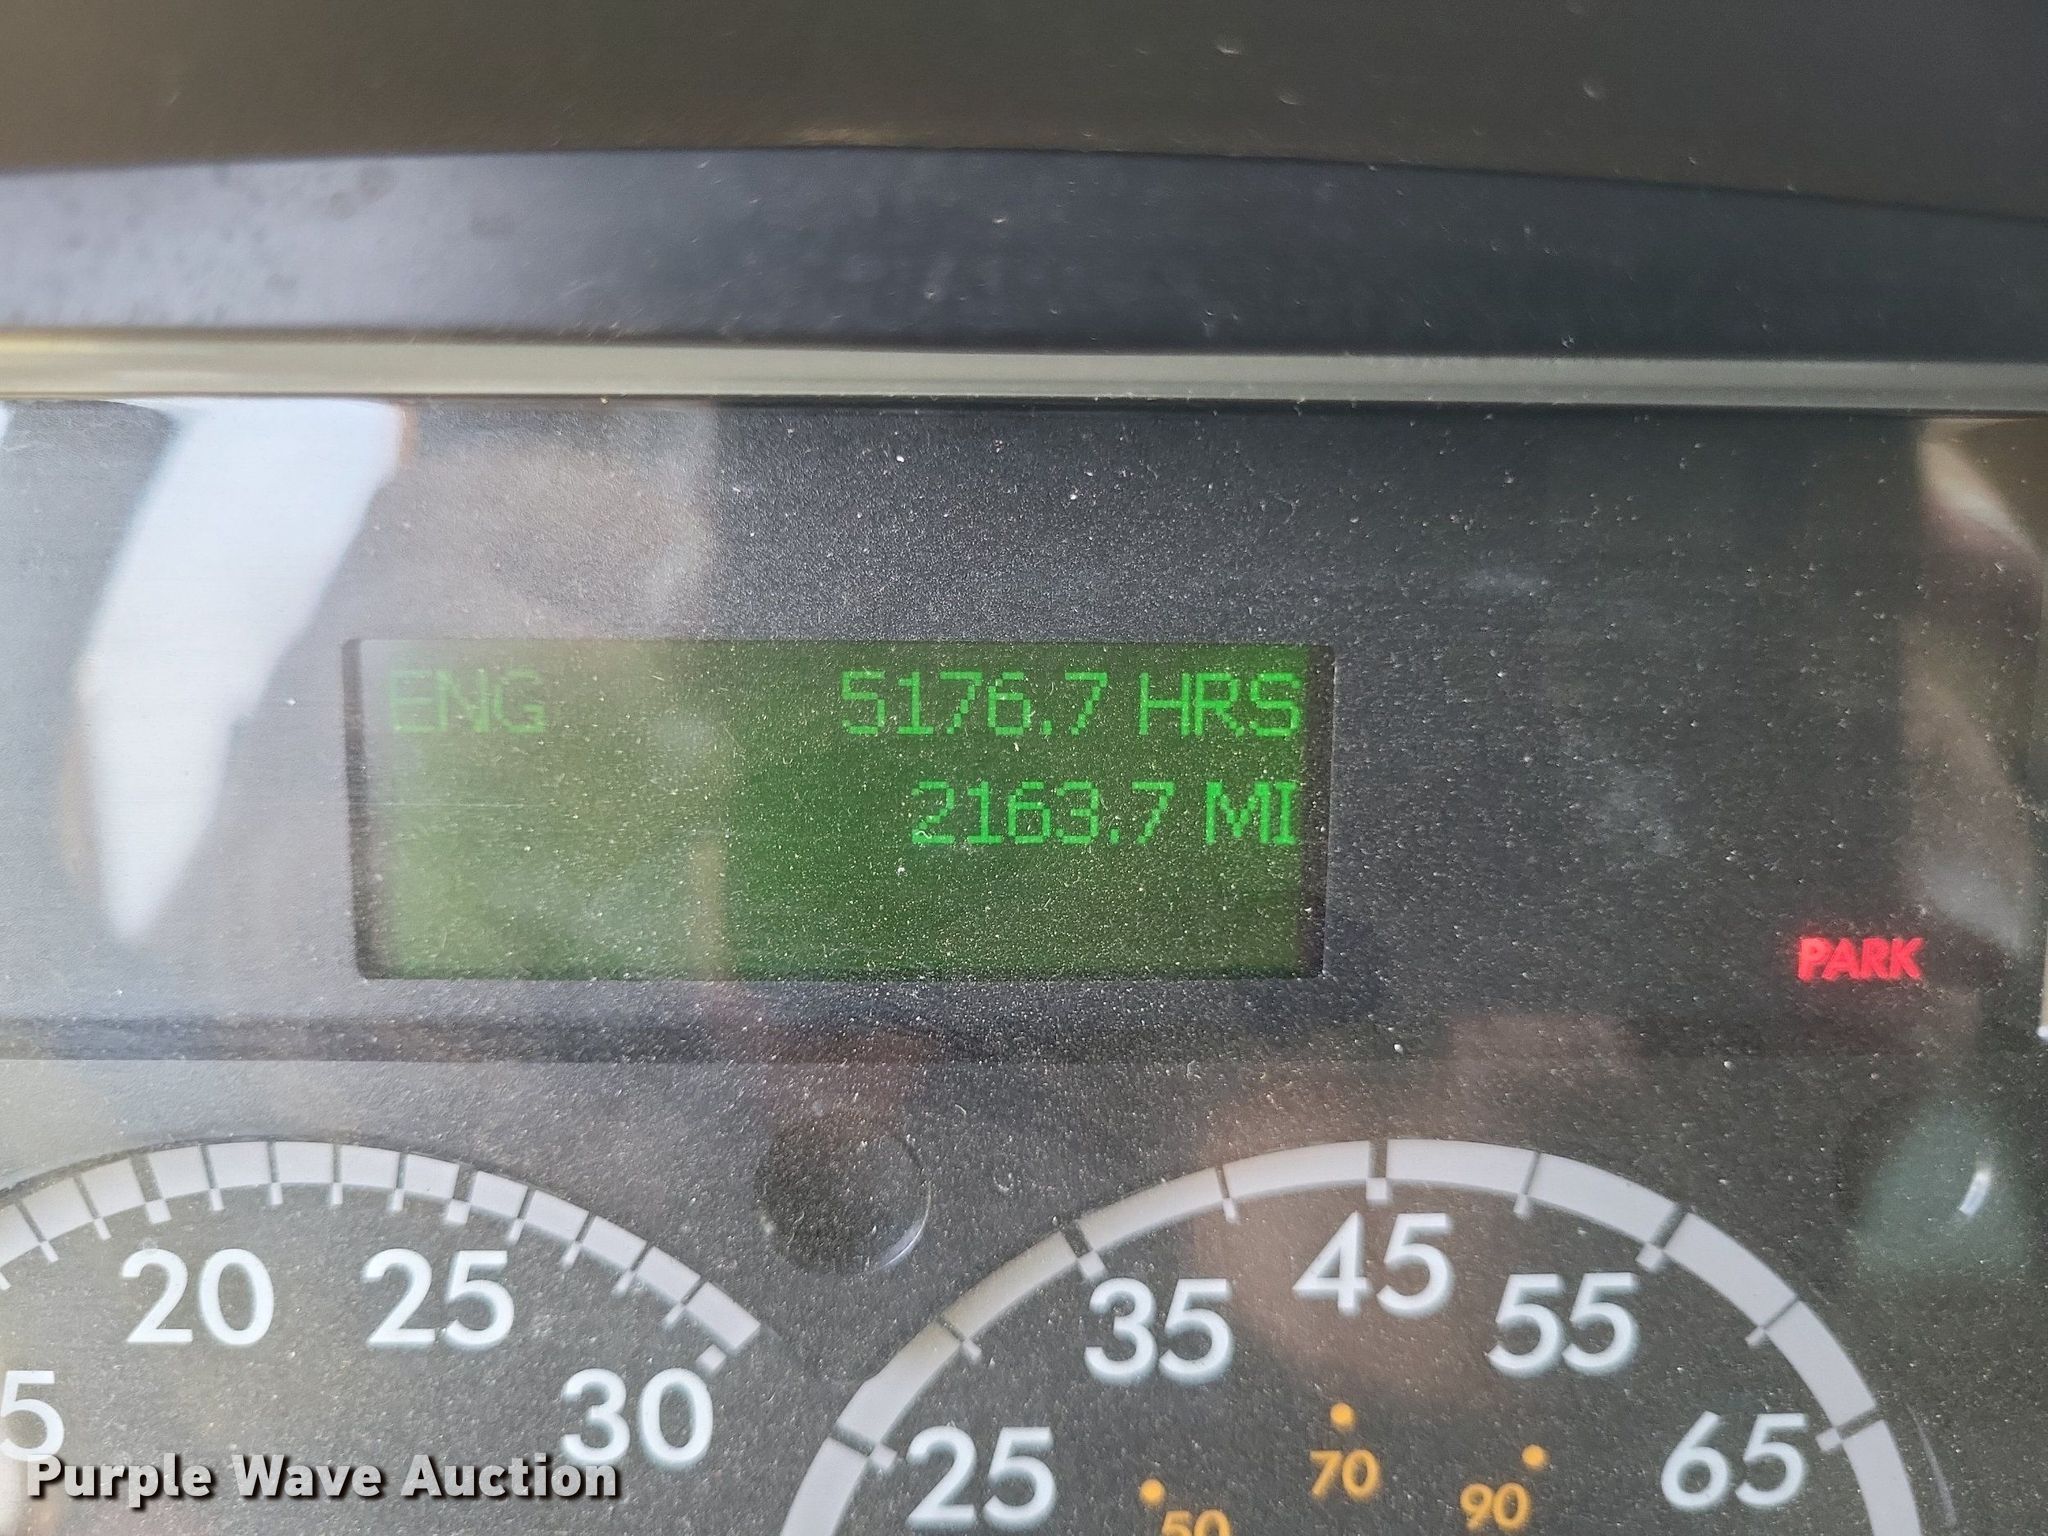 ENG 5176.7 HRS
2163.7 MI
PARK
5 20 25 30
25 35 45 55 65
50 70 90
Purple Wave Auction